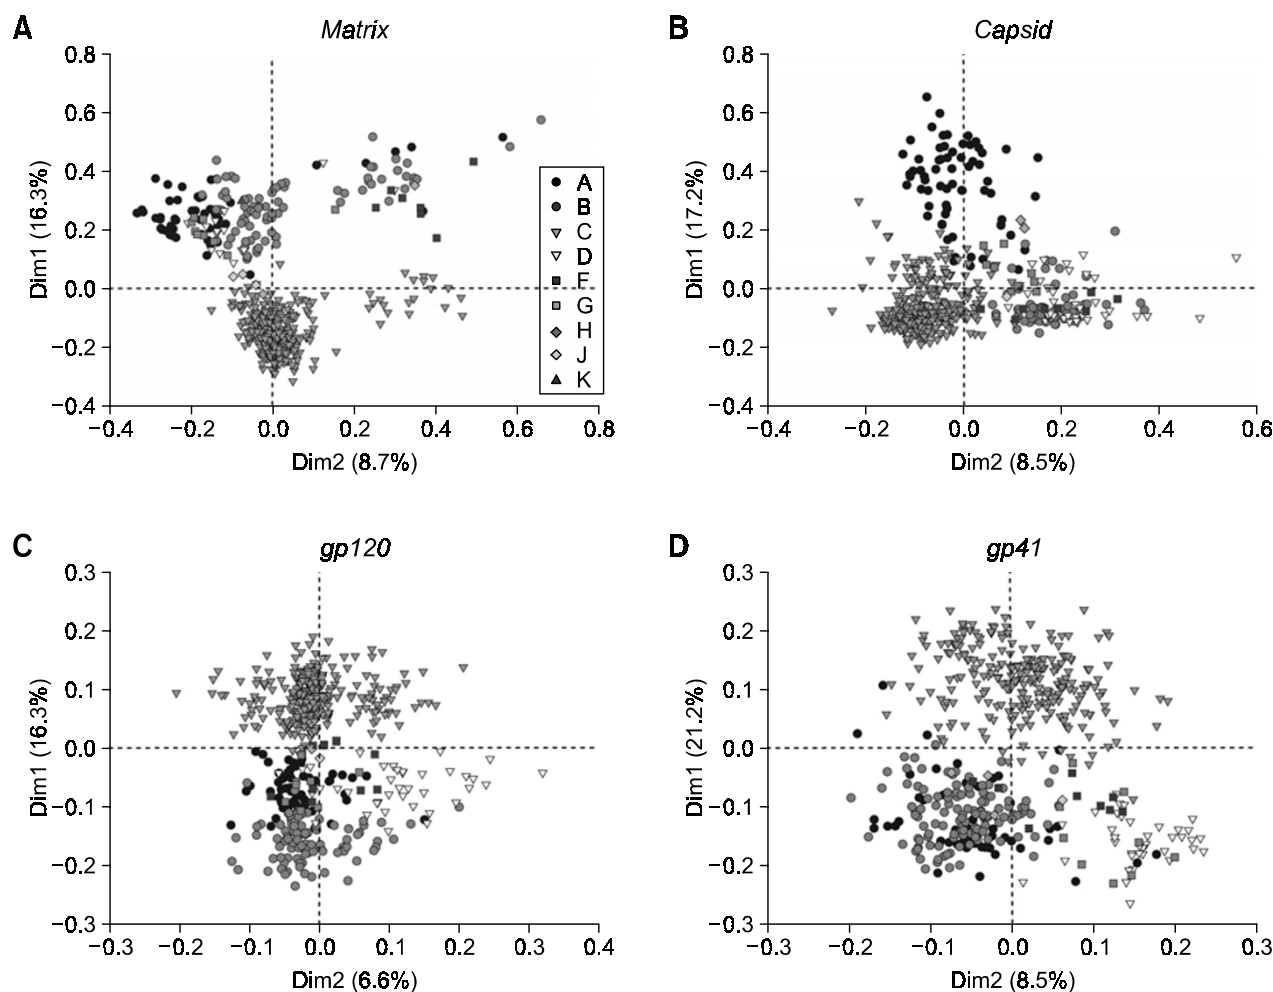 A
Matrix
0.8
0.6
0.4
0.2
0.0
−0.2
−0.4
Dim1 (16.3%)
−0.4 −0.2 0.0 0.2 0.4 0.6 0.8
Dim2 (8.7%)
A
B
C
D
F
G
H
J
K
B
Capsid
0.8
0.6
0.4
0.2
0.0
−0.2
−0.4
Dim1 (17.2%)
−0.4 −0.2 0.0 0.2 0.4 0.6
Dim2 (8.5%)
C
gp120
0.3
0.2
0.1
0.0
−0.1
−0.2
−0.3
Dim1 (16.3%)
−0.3 −0.2 −0.1 0.0 0.1 0.2 0.3 0.4
Dim2 (6.6%)
D
gp41
0.3
0.2
0.1
0.0
−0.1
−0.2
−0.3
Dim1 (21.2%)
−0.3 −0.2 −0.1 0.0 0.1 0.2 0.3
Dim2 (8.5%)